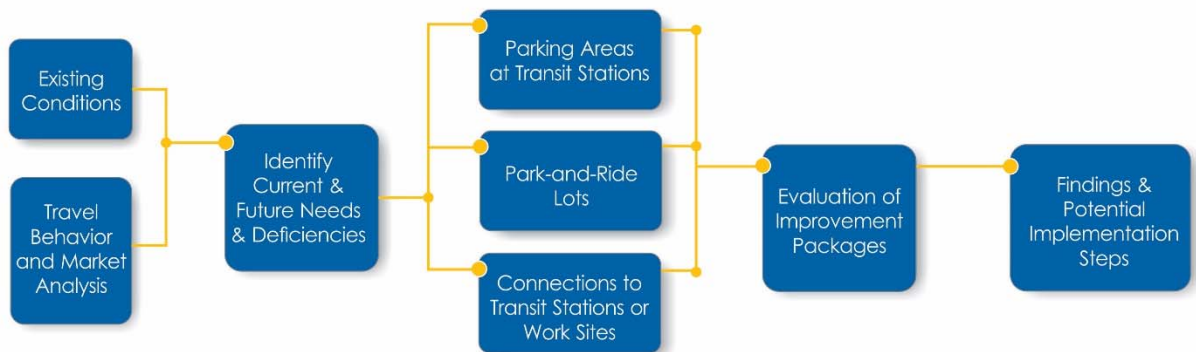 Existing
Conditions
Travel
Behavior
and Market
Analysis
Identify
Current &
Future Needs
& Deficiencies
Parking Areas
at Transit Stations
Park-and-Ride
Lots
Connections to
Transit Stations or
Work Sites
Evaluation of
Improvement
Packages
Findings &
Potential
Implementation
Steps